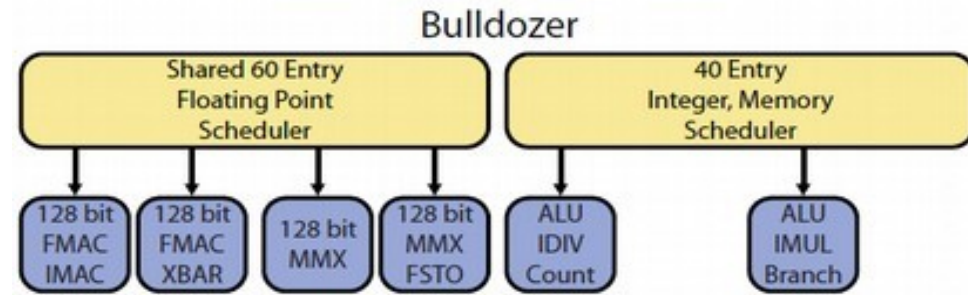 Bulldozer
Shared 60 Entry
Floating Point
Scheduler
40 Entry
Integer, Memory
Scheduler
128 bit
FMAC
IMAC
128 bit
FMAC
XBAR
128 bit
MMX
128 bit
MMX
FSTO
ALU
IDIV
Count
ALU
IMUL
Branch